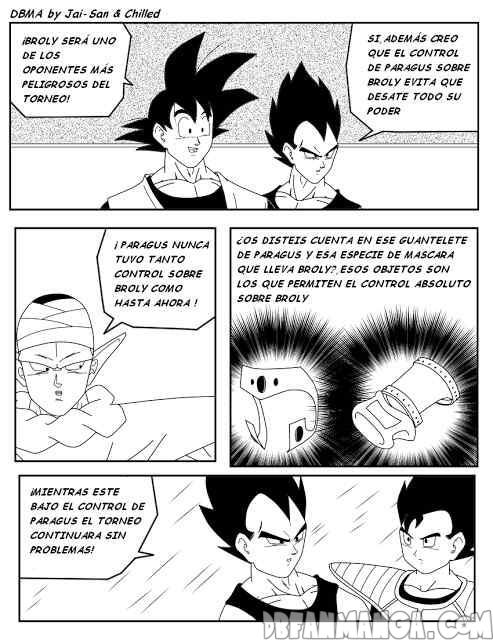 DBMA by Jai-San & Chilled
¡BROLY SERÁ UNO
DE LOS
OPONENTES MÁS
PELIGROSOS DEL
TORNEO!
SI, ADEMÁS CREO
QUE EL CONTROL
DE PARAGUS SOBRE
BROLY EVITA QUE
DESATE TODO SU
PODER
¡ PARAGUS NUNCA
TUVO TANTO
CONTROL SOBRE
BROLY COMO
HASTA AHORA !
¿OS DISTEIS CUENTA EN ESE GUANTELETE
DE PARAGUS Y ESA ESPECIE DE MASCARA
QUE LLEVA BROLY?, ESOS OBJETOS SON
LOS QUE PERMITEN EL CONTROL ABSOLUTO
SOBRE BROLY
¡MIENTRAS ESTE
BAJO EL CONTROL DE
PARAGUS EL TORNEO
CONTINUARA SIN
PROBLEMAS!
DBFANMANGA.COM